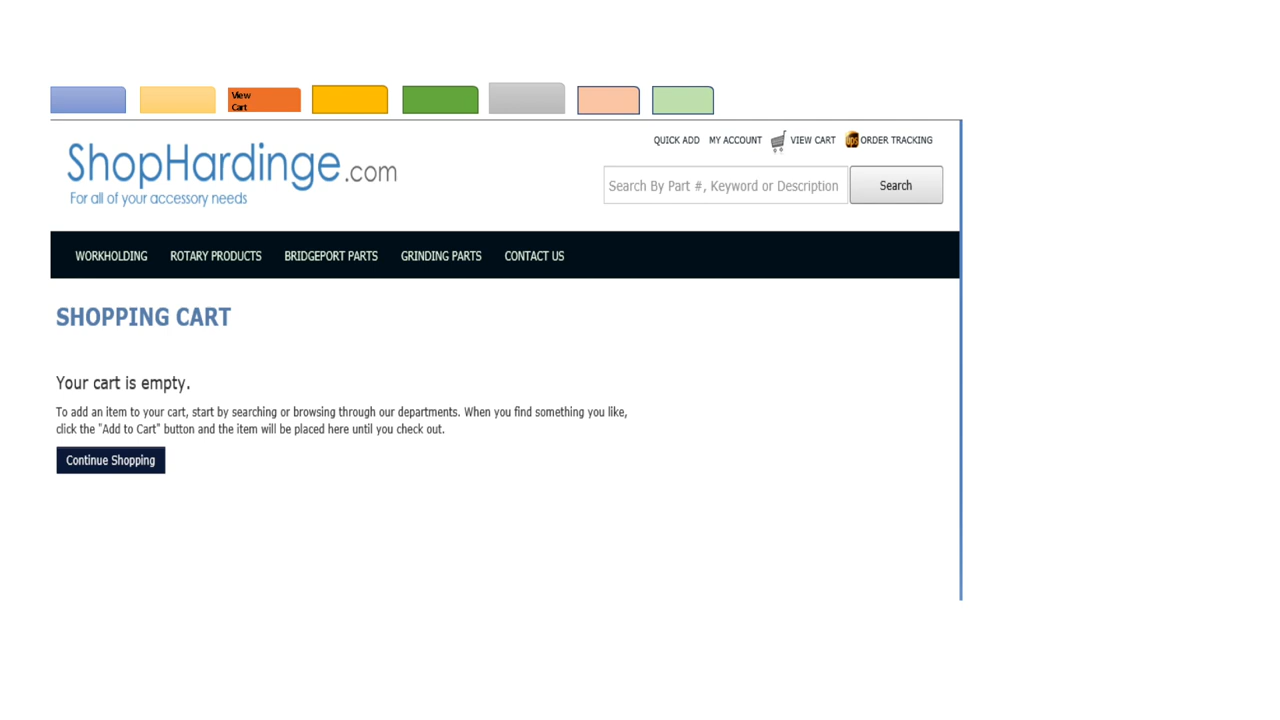 View
Cart
QUICK ADD MY ACCOUNT VIEW CART UPS ORDER TRACKING
ShopHardinge.com
For all of your accessory needs
Search By Part #, Keyword or Description Search
WORKHOLDING ROTARY PRODUCTS BRIDGEPORT PARTS GRINDING PARTS CONTACT US
SHOPPING CART
Your cart is empty.
To add an item to your cart, start by searching or browsing through our departments. When you find something you like,
click the "Add to Cart" button and the item will be placed here until you check out.
Continue Shopping